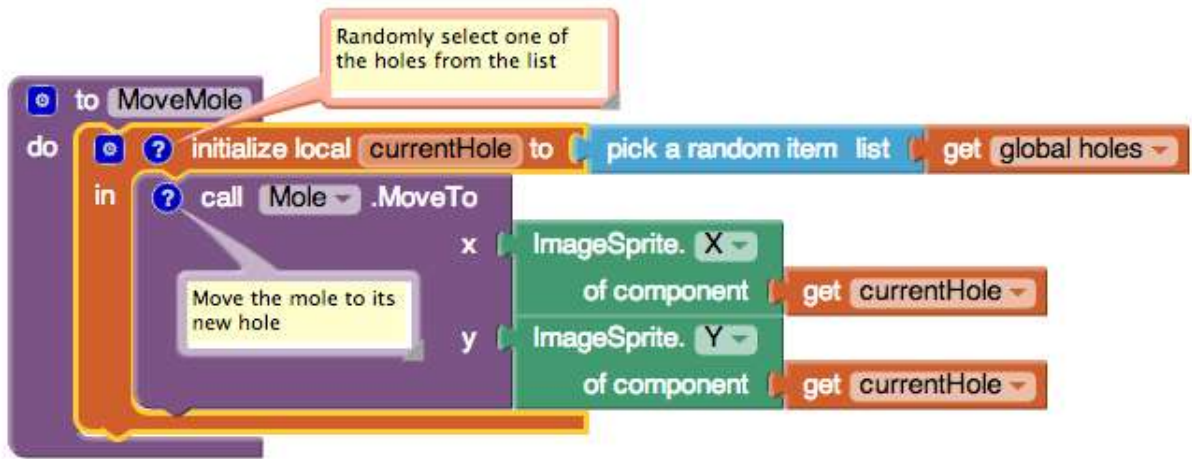 Randomly select one of
the holes from the list
to MoveMole
do ? initialize local currentHole to pick a random item list get global holes
in ? call Mole .MoveTo
x ImageSprite. X
of component get currentHole
Move the mole to its
new hole
y ImageSprite. Y
of component get currentHole